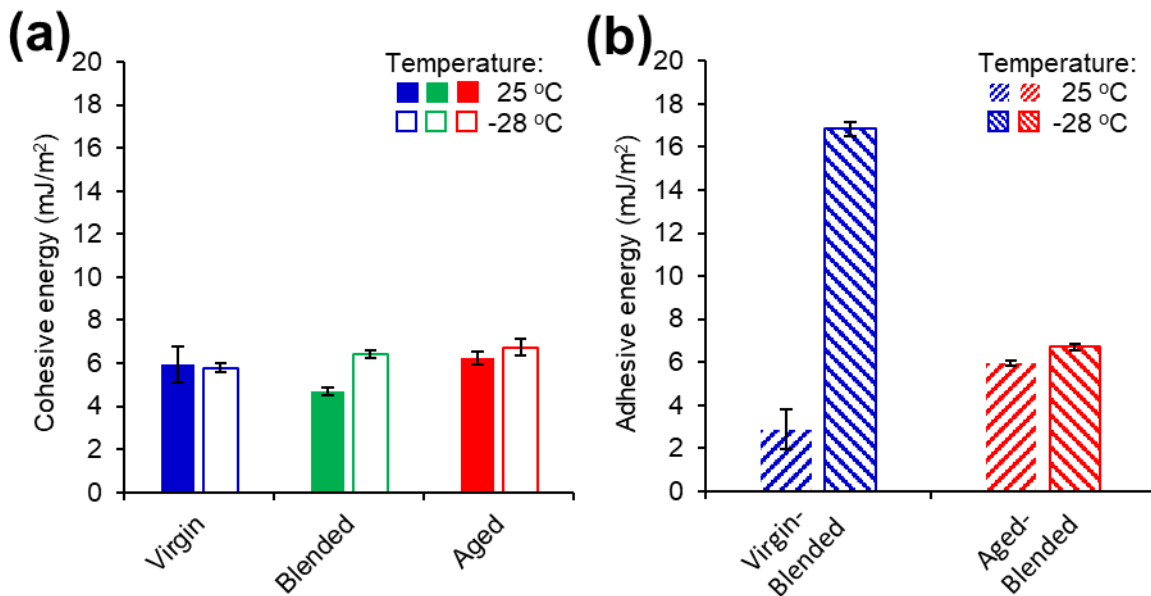 (a)
20
18
16
14
12
10
8
6
4
2
0
Cohesive energy (mJ/m²)
Temperature:
25 ºC
-28 ºC
Virgin
Blended
Aged
(b)
20
18
16
14
12
10
8
6
4
2
0
Adhesive energy (mJ/m²)
Temperature:
25 ºC
-28 ºC
Virgin-
Blended
Aged-
Blended